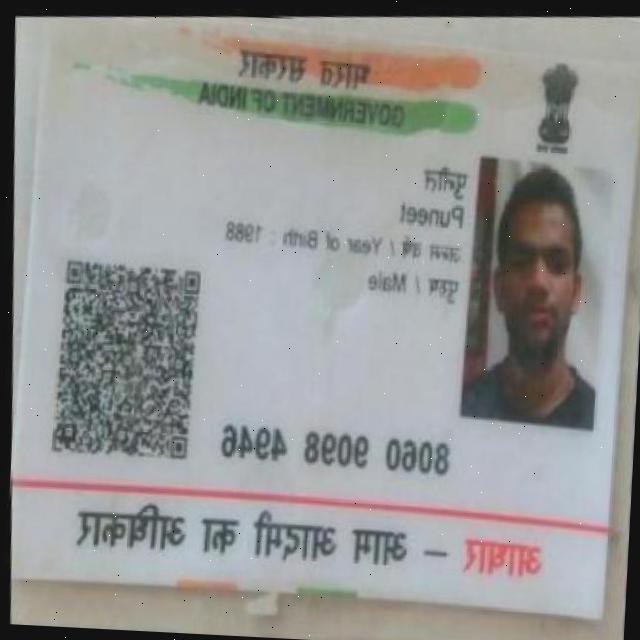 भारत सरकार
GOVERNMENT OF INDIA
पुनीत
Puneet
जन्म वर्ष / Year of Birth : 1988
पुरुष / Male
8060 9098 4946
आधार – आम आदमी का अधिकार